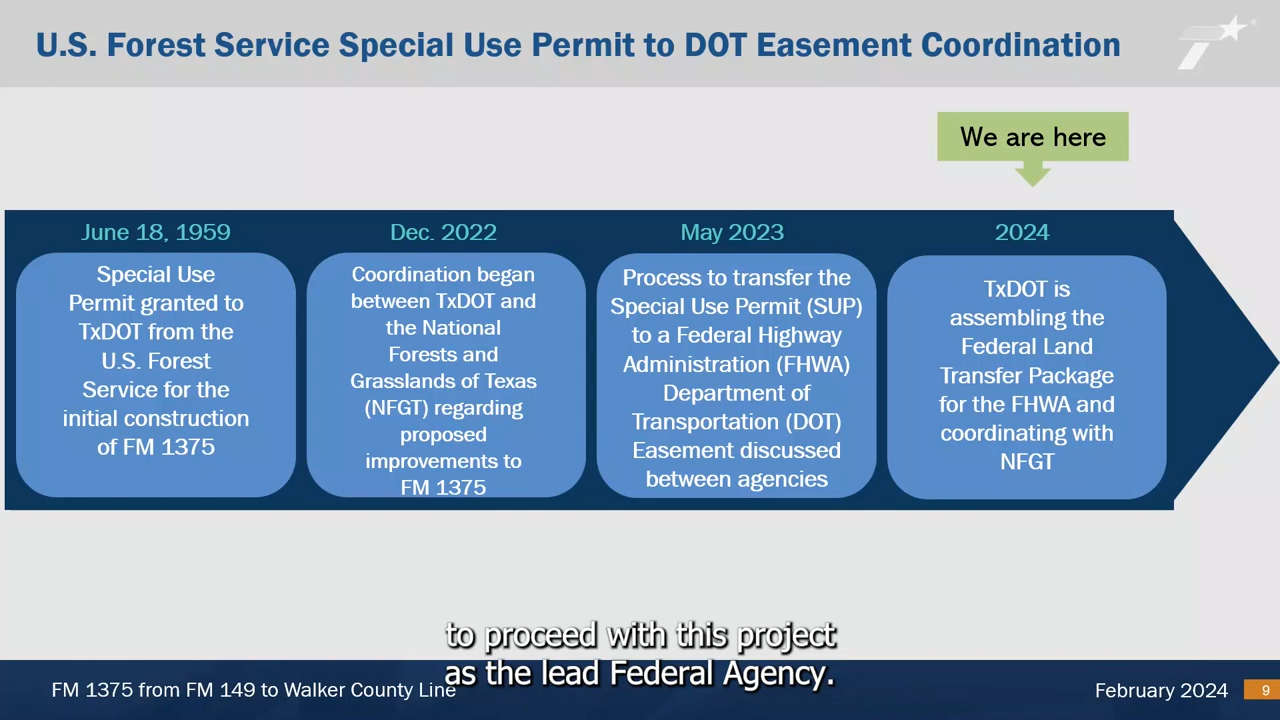 U.S. Forest Service Special Use Permit to DOT Easement Coordination
We are here
June 18, 1959
Special Use
Permit granted to
TxDOT from the
U.S. Forest
Service for the
initial construction
of FM 1375
Dec. 2022
Coordination began
between TxDOT and
the National
Forests and
Grasslands of Texas
(NFGT) regarding
proposed
improvements to
FM 1375
May 2023
Process to transfer the
Special Use Permit (SUP)
to a Federal Highway
Administration (FHWA)
Department of
Transportation (DOT)
Easement discussed
between agencies
2024
TxDOT is
assembling the
Federal Land
Transfer Package
for the FHWA and
coordinating with
NFGT
to proceed with this project
as the lead Federal Agency.
FM 1375 from FM 149 to Walker County Line
February 2024
9